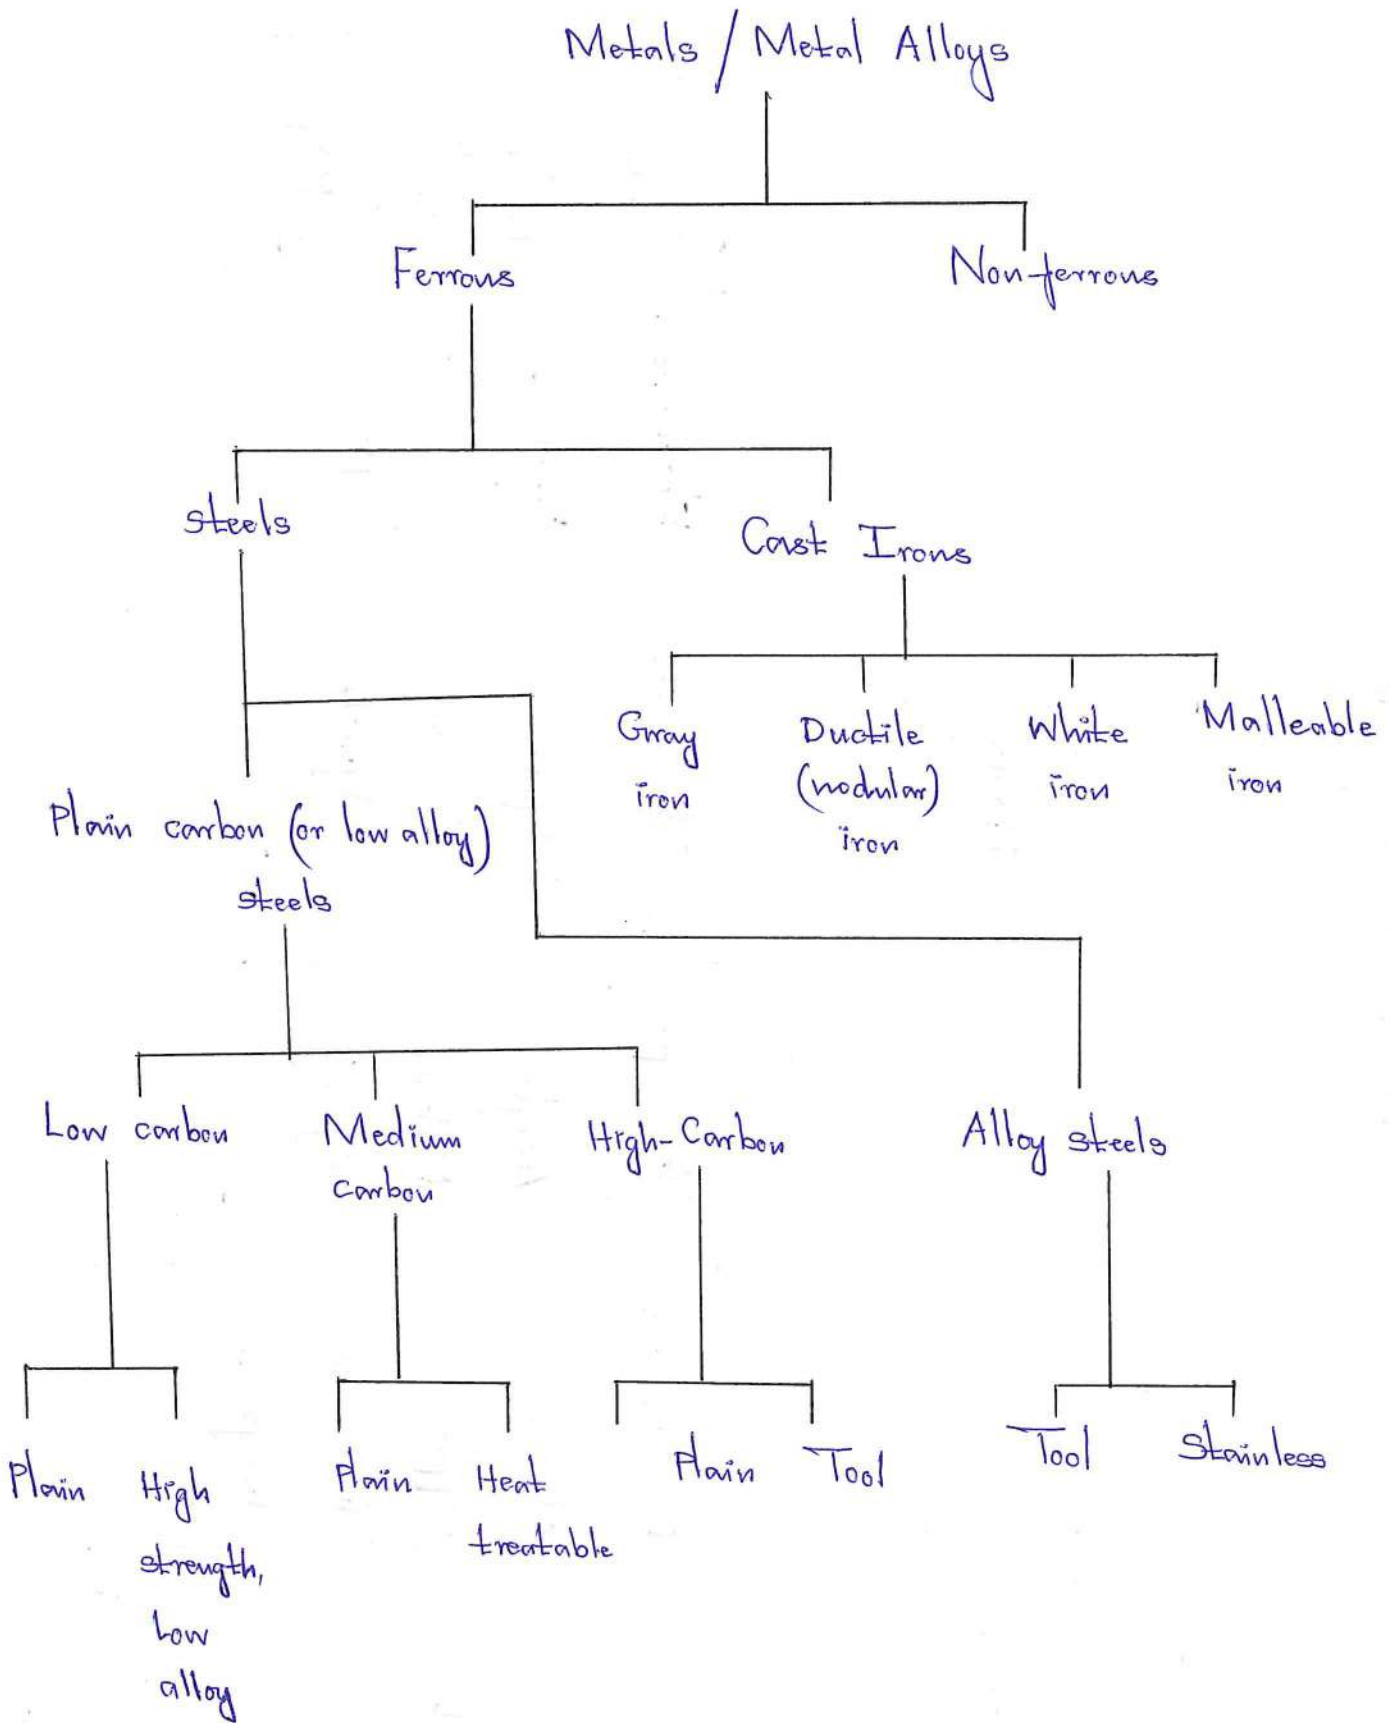 Metals / Metal Alloys
Ferrous
Non-ferrous
Steels
Cast Irons
Gray
iron
Ductile
(nodular)
iron
White
iron
Malleable
iron
Plain carbon (or low alloy)
steels
Low carbon
Medium
carbon
High-Carbon
Alloy steels
Plain
High
strength,
Low
alloy
Plain
Heat
treatable
Plain
Tool
Tool
Stainless